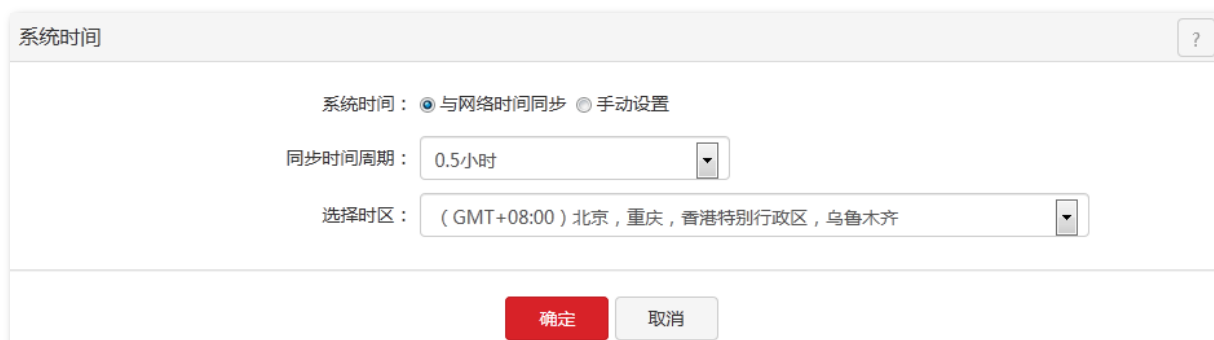 系统时间
?
系统时间： 与网络时间同步 手动设置
同步时间周期： 0.5小时
选择时区： （GMT+08:00）北京，重庆，香港特别行政区，乌鲁木齐
确定 取消